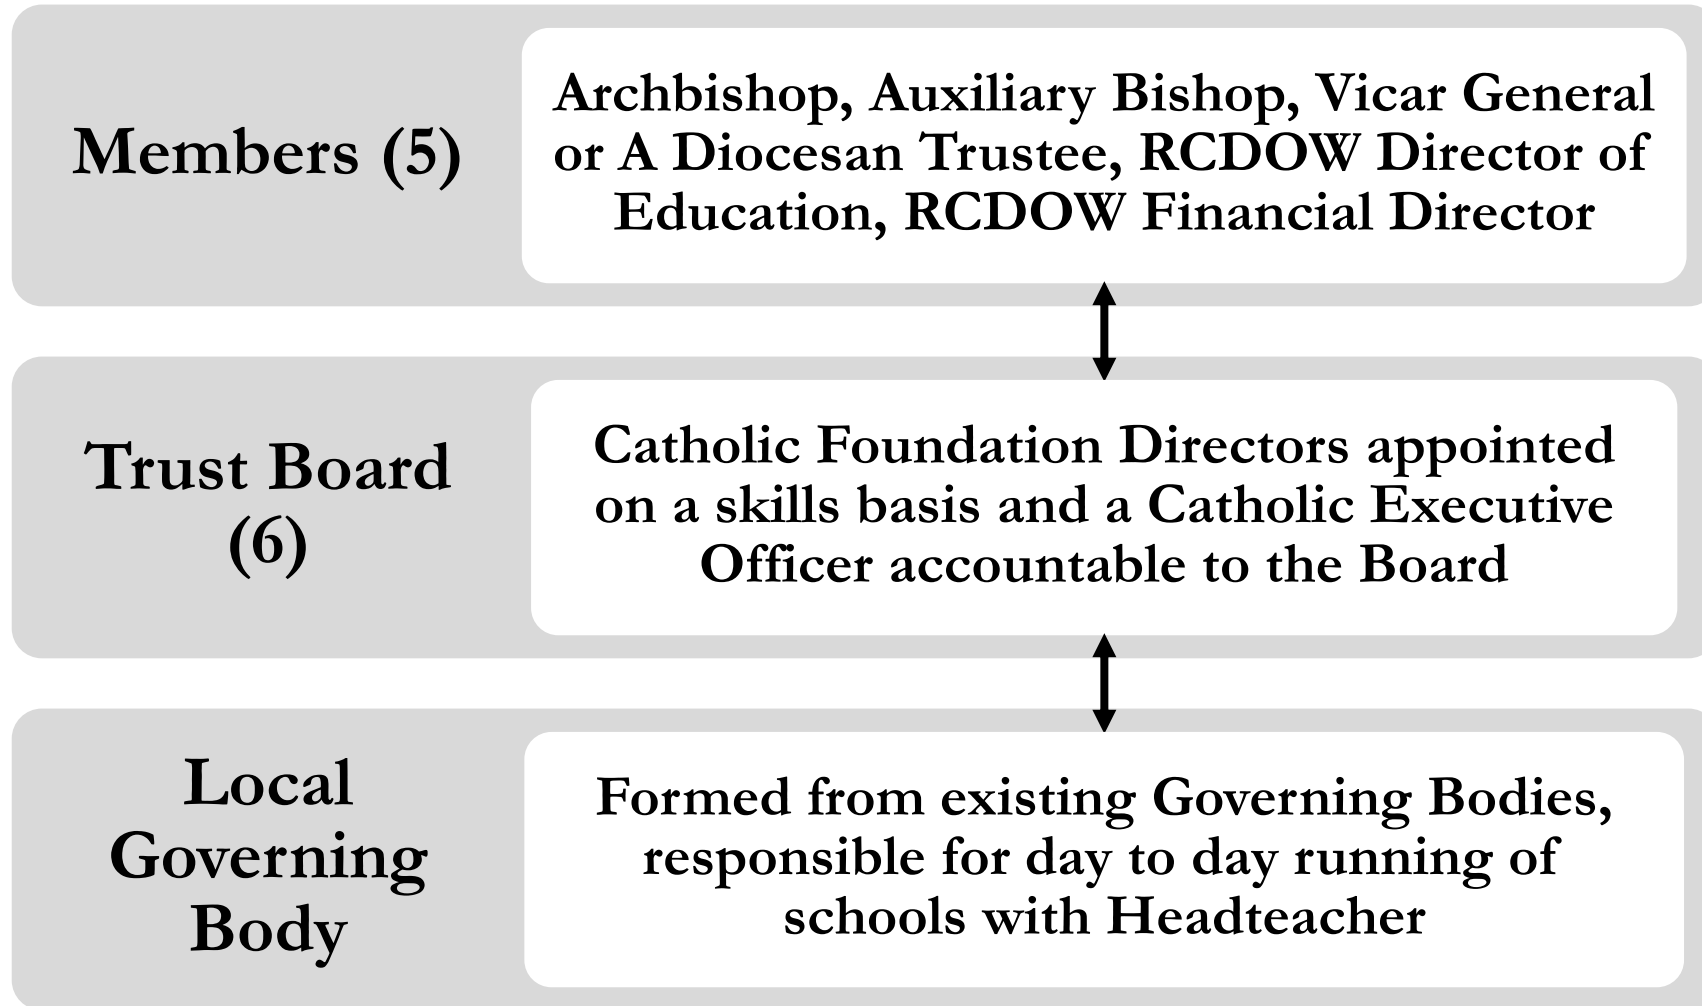 Members (5)
Archbishop, Auxiliary Bishop, Vicar General
or A Diocesan Trustee, RCDOW Director of
Education, RCDOW Financial Director
Trust Board
(6)
Catholic Foundation Directors appointed
on a skills basis and a Catholic Executive
Officer accountable to the Board
Local
Governing
Body
Formed from existing Governing Bodies,
responsible for day to day running of
schools with Headteacher